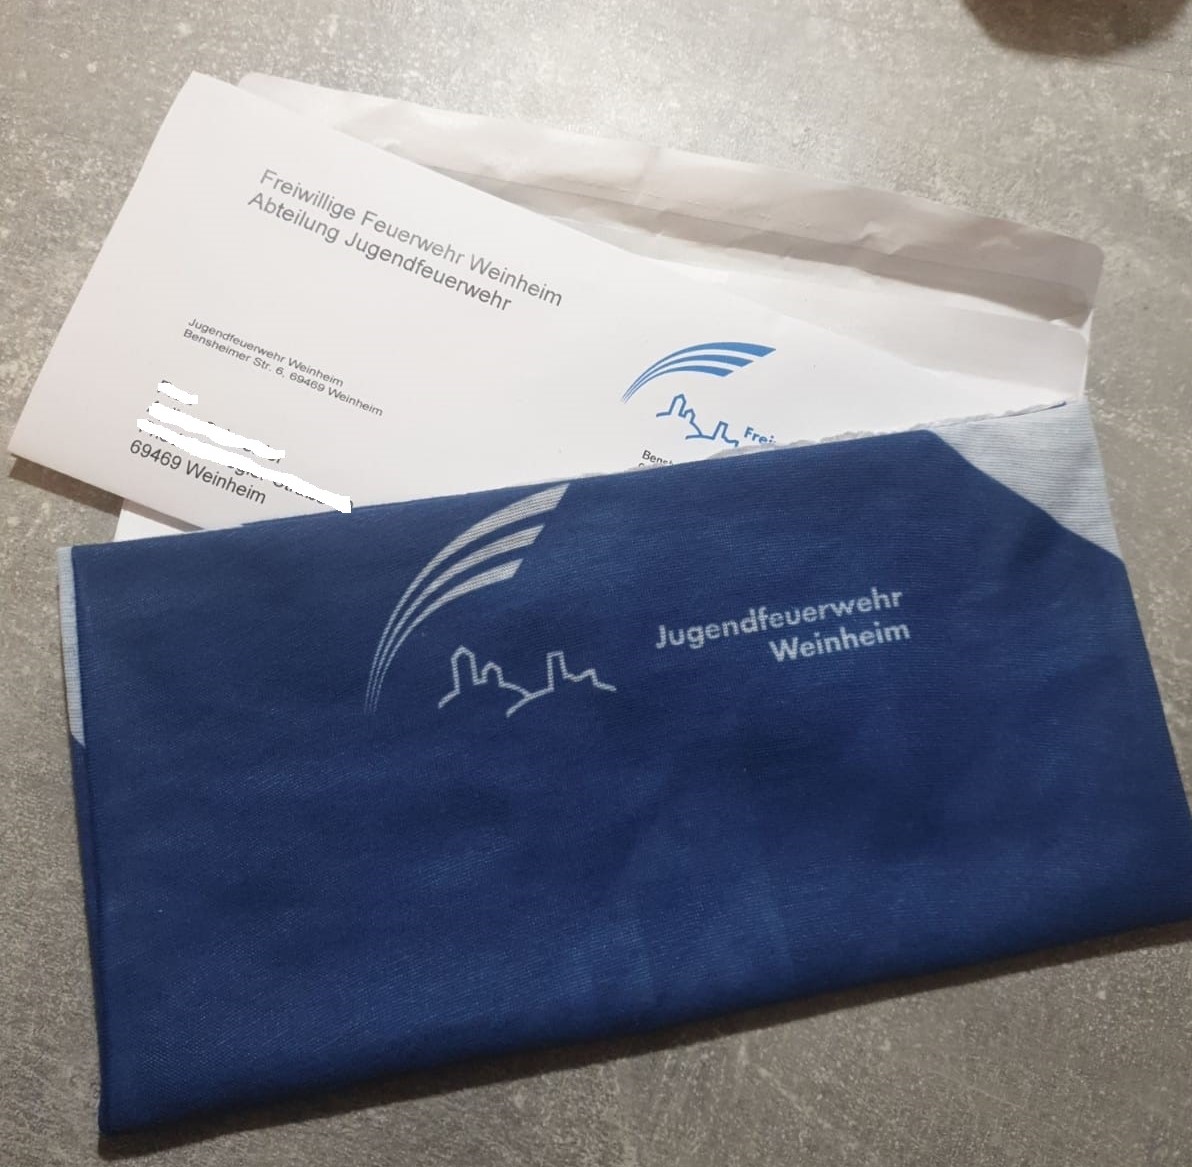 Freiwillige Feuerwehr Weinheim
Abteilung Jugendfeuerwehr
Jugendfeuerwehr Weinheim
Bensheimer Str. 6, 69469 Weinheim
69469 Weinheim
Jugendfeuerwehr
Weinheim